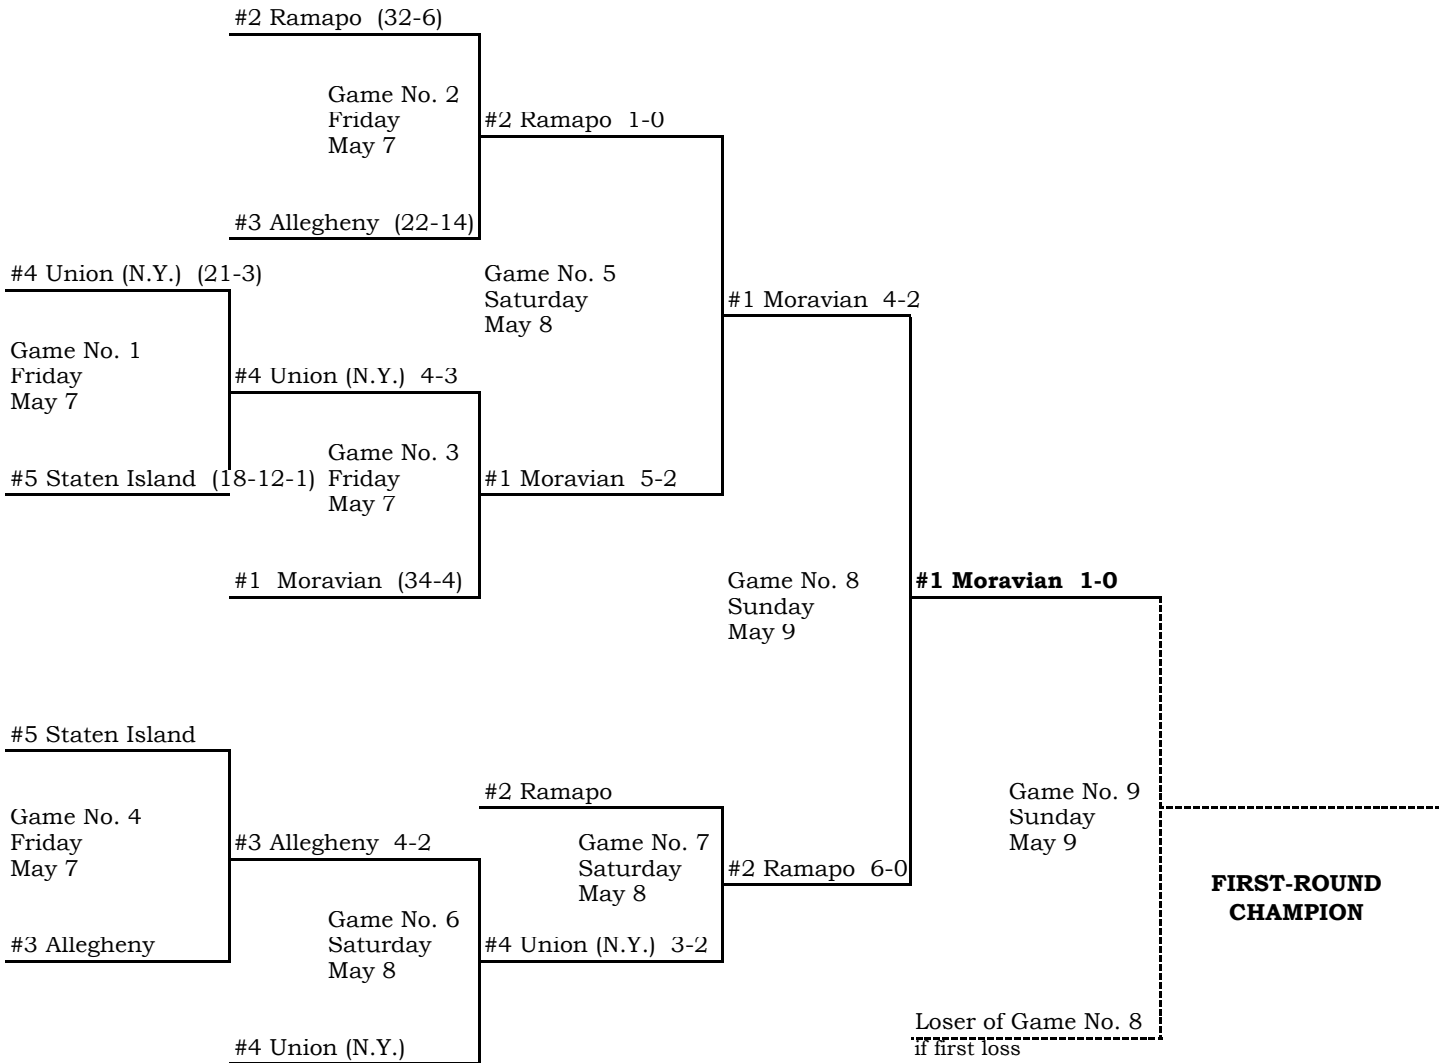 #2 Ramapo (32-6)
Game No. 2
Friday
May 7
#2 Ramapo 1-0
#3 Allegheny (22-14)
#4 Union (N.Y.) (21-3)
Game No. 5
Saturday
May 8
#1 Moravian 4-2
Game No. 1
Friday
May 7
#4 Union (N.Y.) 4-3
#5 Staten Island (18-12-1)
Game No. 3
Friday
May 7
#1 Moravian 5-2
#1 Moravian (34-4)
Game No. 8
Sunday
May 9
#1 Moravian 1-0
#5 Staten Island
Game No. 4
Friday
May 7
#3 Allegheny 4-2
#3 Allegheny
#2 Ramapo
Game No. 7
Saturday
May 8
#2 Ramapo 6-0
Game No. 6
Saturday
May 8
#4 Union (N.Y.) 3-2
#4 Union (N.Y.)
Game No. 9
Sunday
May 9
FIRST-ROUND
CHAMPION
Loser of Game No. 8
if first loss